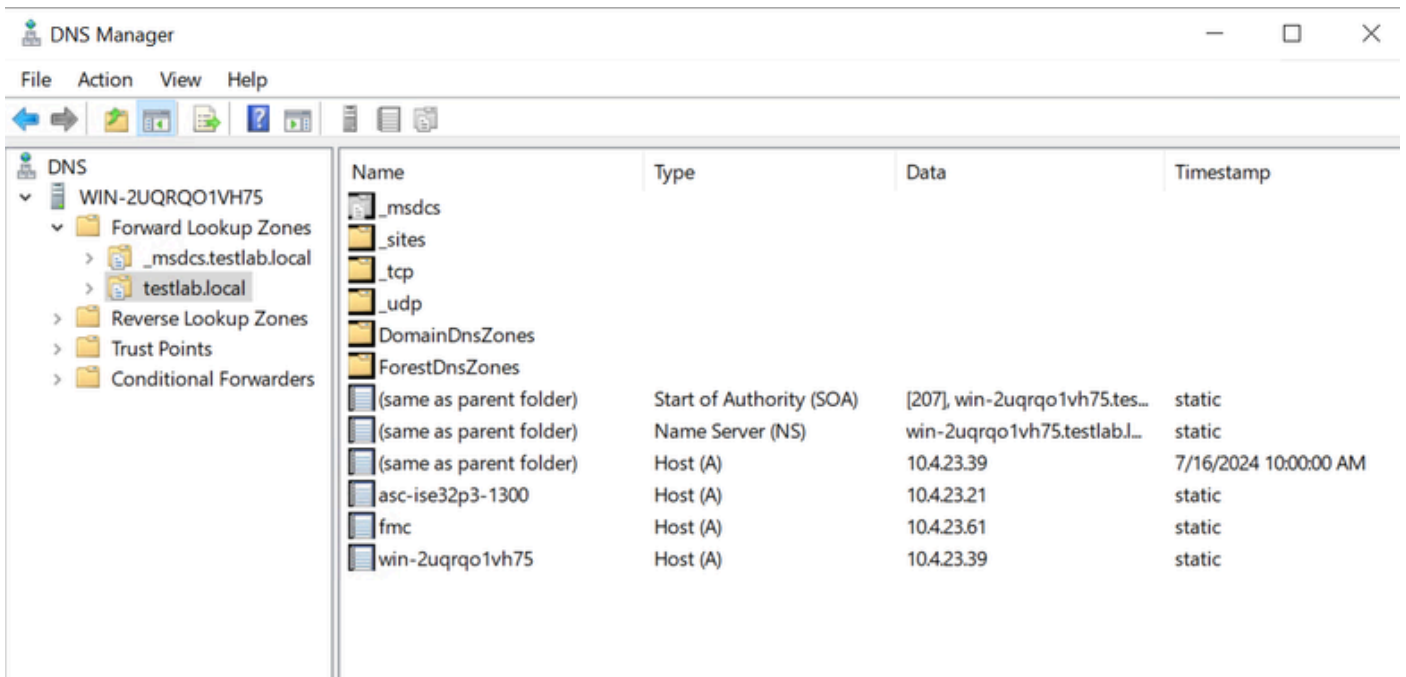 DNS Manager
File Action View Help
DNS
WIN-2UQRQO1VH75
Forward Lookup Zones
_msdcs.testlab.local
testlab.local
Reverse Lookup Zones
Trust Points
Conditional Forwarders
Name Type Data Timestamp
_msdcs
_sites
_tcp
_udp
DomainDnsZones
ForestDnsZones
(same as parent folder) Start of Authority (SOA) [207], win-2uqrqo1vh75.tes... static
(same as parent folder) Name Server (NS) win-2uqrqo1vh75.testlab.l... static
(same as parent folder) Host (A) 10.4.23.39 7/16/2024 10:00:00 AM
asc-ise32p3-1300 Host (A) 10.4.23.21 static
fmc Host (A) 10.4.23.61 static
win-2uqrqo1vh75 Host (A) 10.4.23.39 static